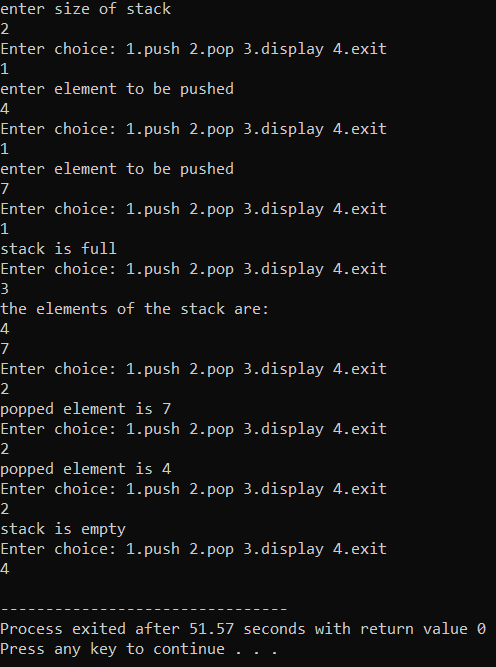 enter size of stack
2
Enter choice: 1.push 2.pop 3.display 4.exit
1
enter element to be pushed
4
Enter choice: 1.push 2.pop 3.display 4.exit
1
enter element to be pushed
7
Enter choice: 1.push 2.pop 3.display 4.exit
1
stack is full
Enter choice: 1.push 2.pop 3.display 4.exit
3
the elements of the stack are:
4
7
Enter choice: 1.push 2.pop 3.display 4.exit
2
popped element is 7
Enter choice: 1.push 2.pop 3.display 4.exit
2
popped element is 4
Enter choice: 1.push 2.pop 3.display 4.exit
2
stack is empty
Enter choice: 1.push 2.pop 3.display 4.exit
4
--------------------------------
Process exited after 51.57 seconds with return value 0
Press any key to continue . . .